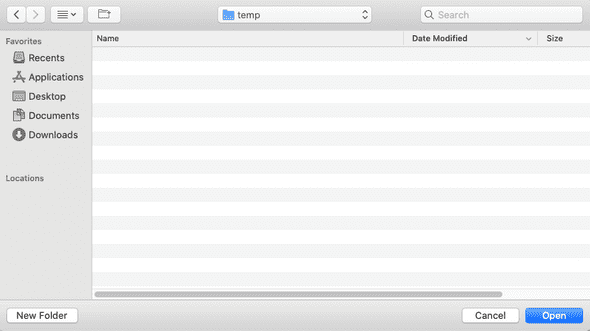 temp
Search
Favorites
Recents
Applications
Desktop
Documents
Downloads
Locations
Name Date Modified Size
New Folder Cancel Open